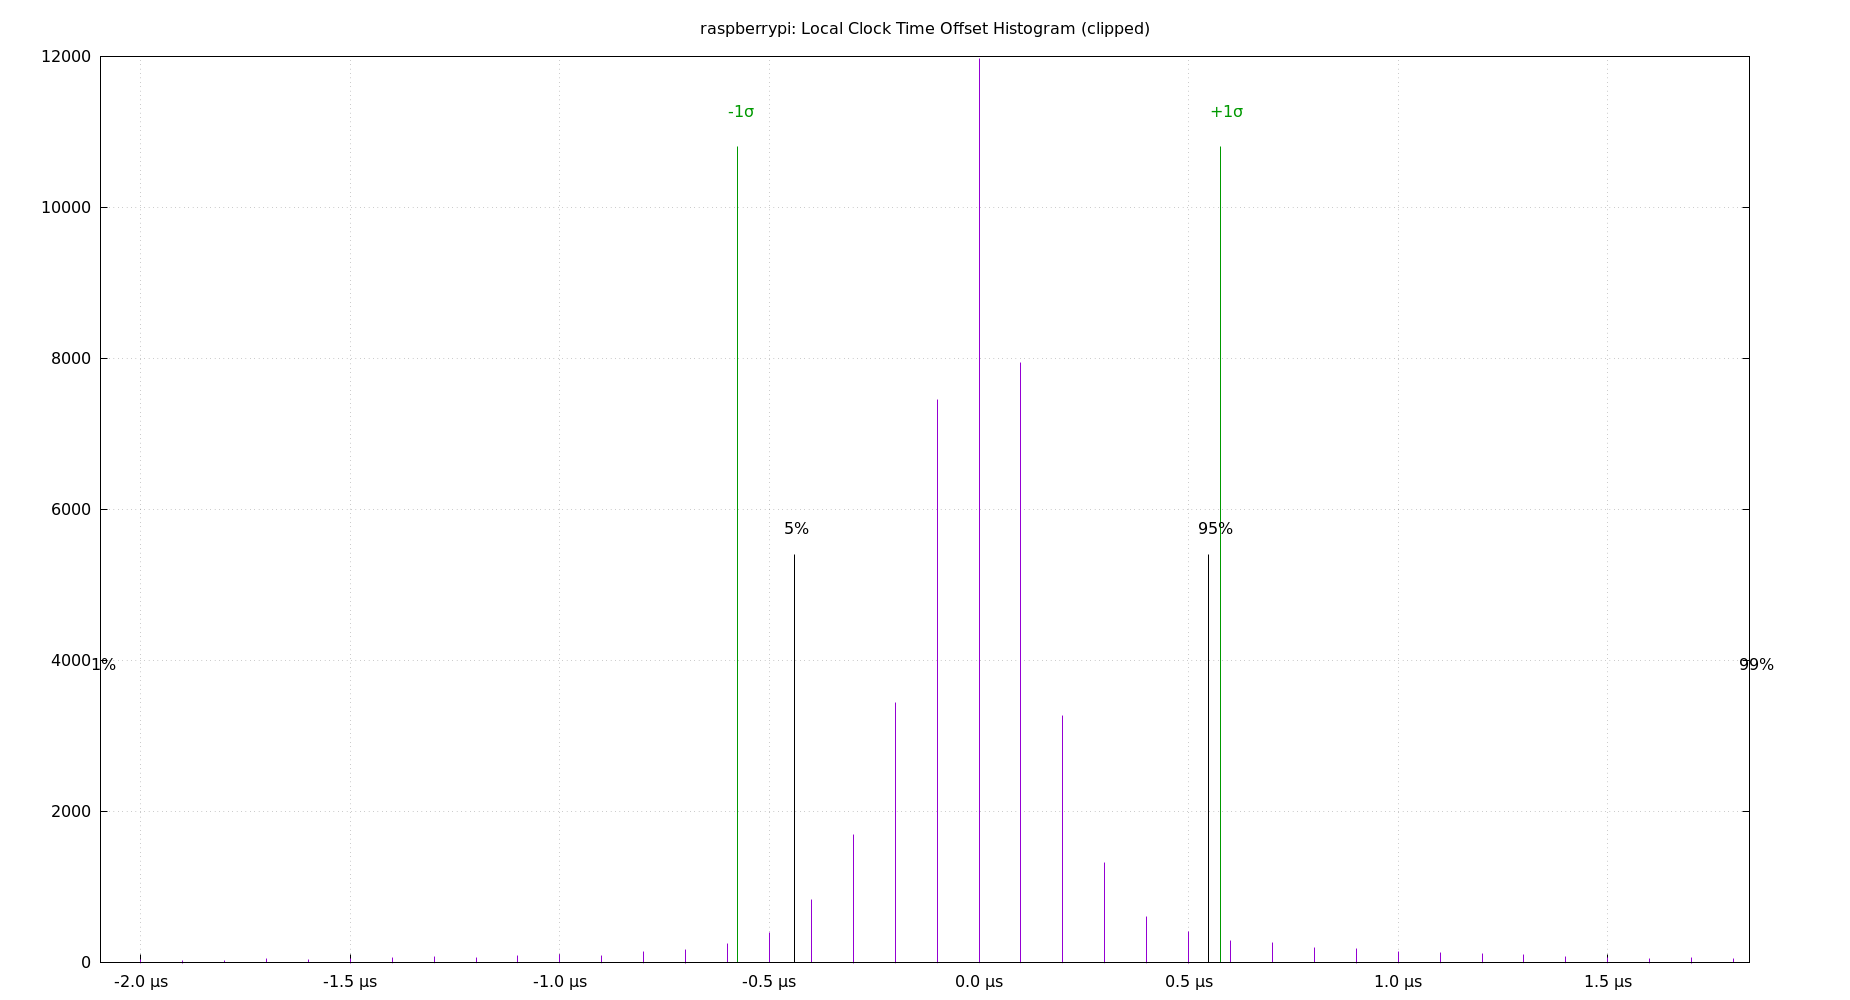 raspberrypi: Local Clock Time Offset Histogram (clipped)
12000
-1σ +1σ
10000
8000
6000
5% 95%
4000 1% 99%
2000
0
-2.0 µs -1.5 µs -1.0 µs -0.5 µs 0.0 µs 0.5 µs 1.0 µs 1.5 µs